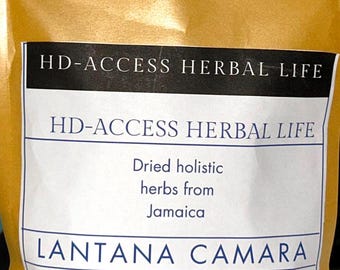 HD-ACCESS HERBAL LIFE
HD-ACCESS HERBAL LIFE
Dried holistic
herbs from
Jamaica
LANTANA CAMARA